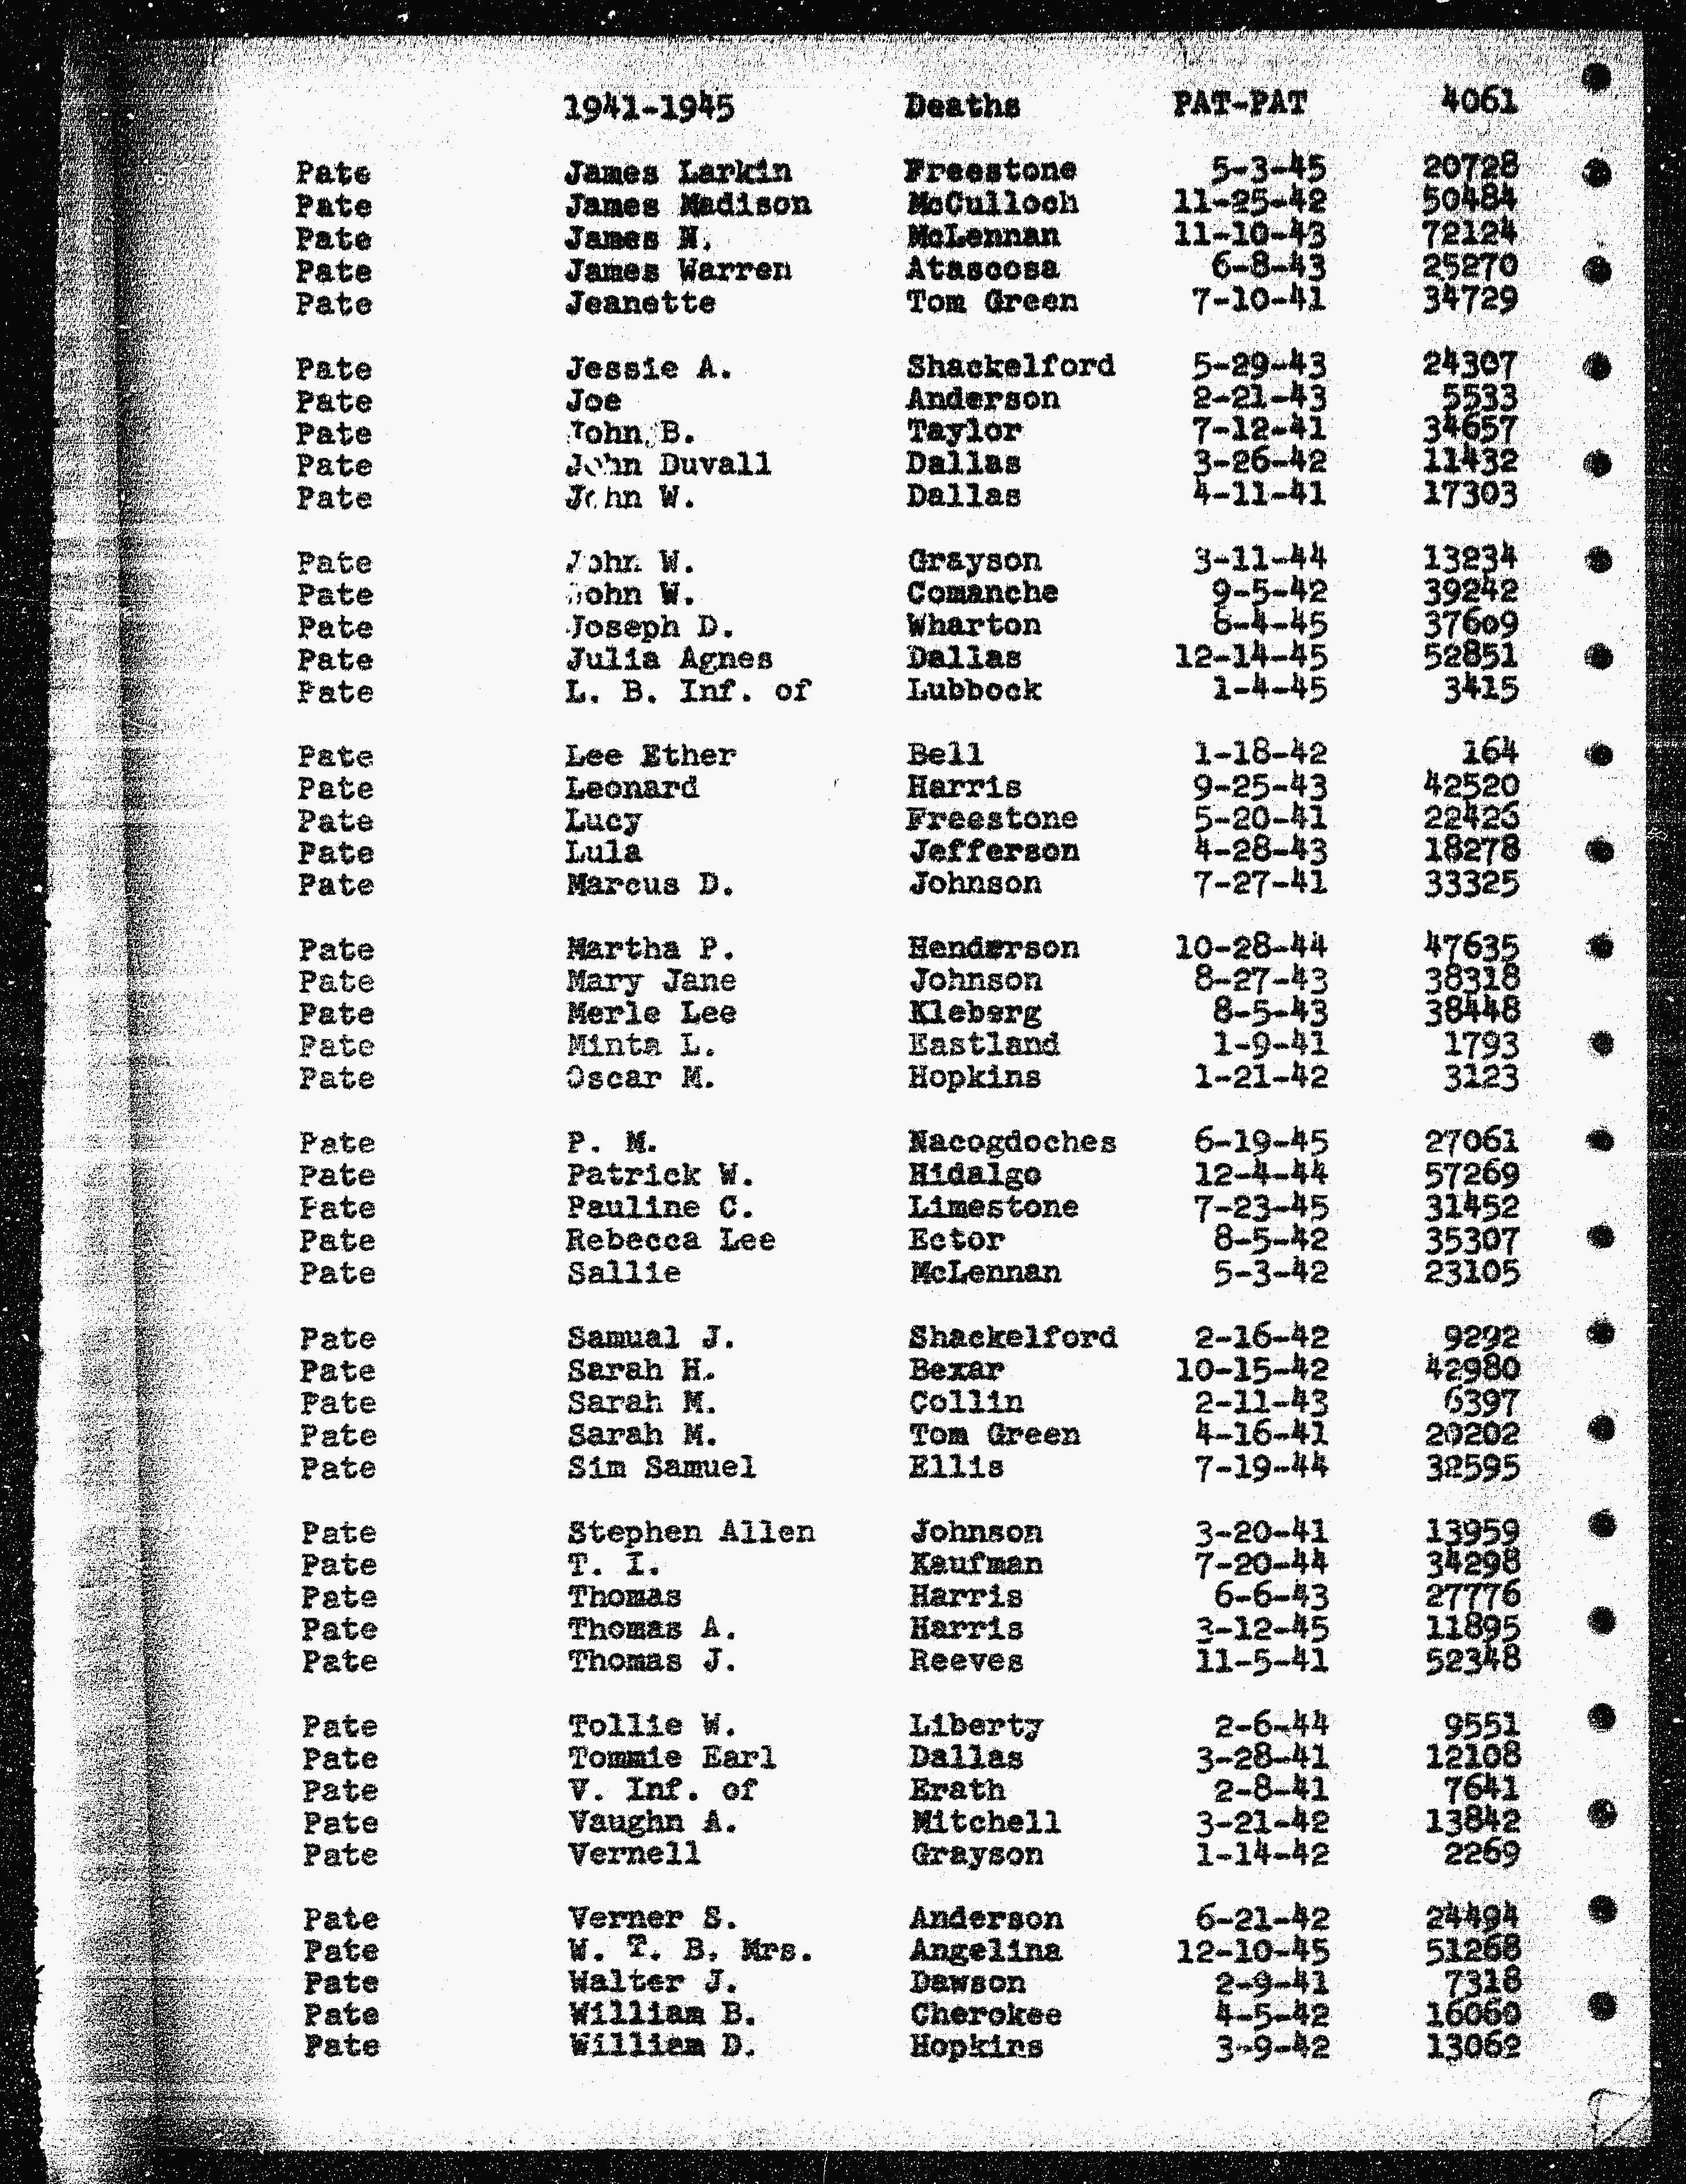 1941-1945 Deaths PAT-PAT 4061
Pate James Larkin Freestone 5-3-45 20728
Pate James Madison McCulloch 11-25-42 50484
Pate James N. McLennan 11-10-43 72124
Pate James Warren Atascosa 6-8-43 25270
Pate Jeanette Tom Green 7-10-41 34729
Pate Jessie A. Shackelford 5-29-43 24307
Pate Joe Anderson 2-21-43 5533
Pate John B. Taylor 7-12-41 34657
Pate John Duvall Dallas 3-26-42 11432
Pate John W. Dallas 4-11-41 17303
Pate John W. Grayson 3-11-44 13234
Pate John W. Comanche 9-5-42 39242
Pate Joseph D. Wharton 37609
Pate Julia Agnes Dallas 12-14-45 52851
Pate L. B. Inf. of Lubbock 1-4-45 3415
Pate Lee Ether Bell 1-18-42 164
Pate Leonard Harris 9-25-43 42520
Pate Lucy Freestone 5-20-41 22426
Pate Lula Jefferson 4-28-43 18278
Pate Marcus D. Johnson 7-27-41 33325
Pate Martha P. Henderson 10-28-44 47635
Pate Mary Jane Johnson 8-27-43 38318
Pate Merle Lee Kleberg 8-5-43 38448
Pate Minta L. Eastland 1-9-41 1793
Pate Oscar M. Hopkins 1-21-42 3123
Pate P. M. Nacogdoches 6-19-45 27061
Pate Patrick W. Hidalgo 12-4-44 57269
Pate Pauline C. Limestone 7-23-45 31452
Pate Rebecca Lee Ector 8-5-42 35307
Pate Sallie McLennan 5-3-42 23105
Pate Samual J. Shackelford 2-16-42 9292
Pate Sarah H. Bexar 10-15-42 42980
Pate Sarah M. Collin 2-11-43 6397
Pate Sarah M. Tom Green 4-16-41 20202
Pate Sim Samuel Ellis 7-19-44 32595
Pate Stephen Allen Johnson 3-20-41 13959
Pate T. I. Kaufman 7-20-44 34298
Pate Thomas Harris 6-6-43 27776
Pate Thomas A. Harris 3-12-45 11895
Pate Thomas J. Reeves 11-5-41 52348
Pate Tollie W. Liberty 2-6-44 9551
Pate Tommie Earl Dallas 3-28-41 12108
Pate V. Inf. of Erath 2-8-41 7641
Pate Vaughn A. Mitchell 3-21-42 13842
Pate Vernell Grayson 1-14-42 2269
Pate Verner S. Anderson 6-21-42 24494
Pate W. T. B. Mrs. Angelina 12-10-45 51268
Pate Walter J. Dawson 2-9-41 7318
Pate William B. Cherokee 4-5-42 16060
Pate William D. Hopkins 3-9-42 13062